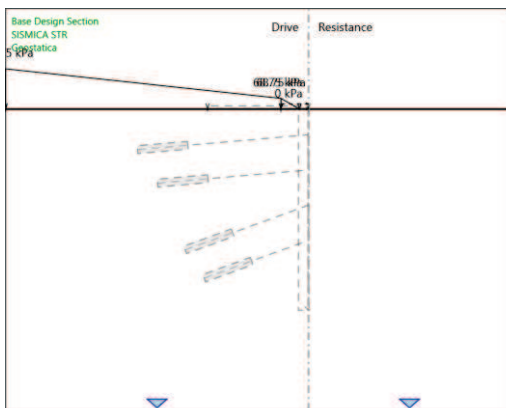 Base Design Section
SISMICA STR
Geostatica
Drive
Resistance
5 kPa
0 kPa